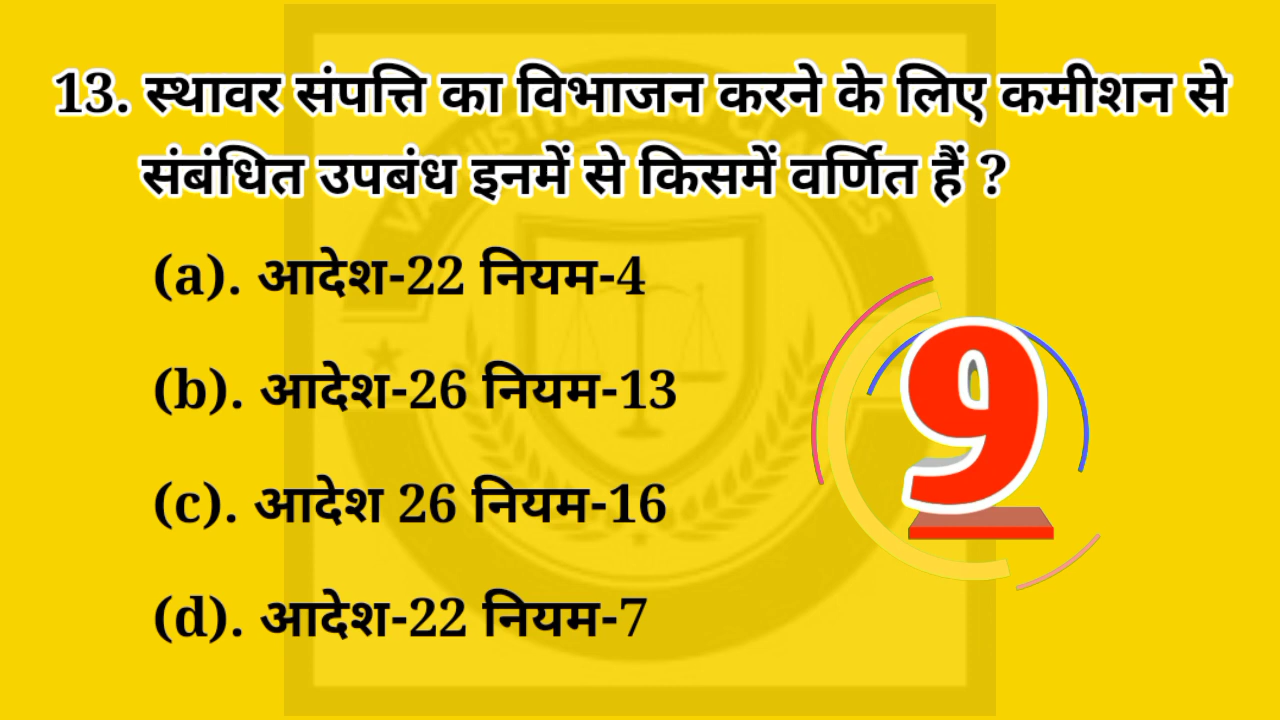 13. स्थावर संपत्ति का विभाजन करने के लिए कमीशन से
संबंधित उपबंध इनमें से किसमें वर्णित हैं ?
(a). आदेश-22 नियम-4
(b). आदेश-26 नियम-13
(c). आदेश 26 नियम-16
(d). आदेश-22 नियम-7
9